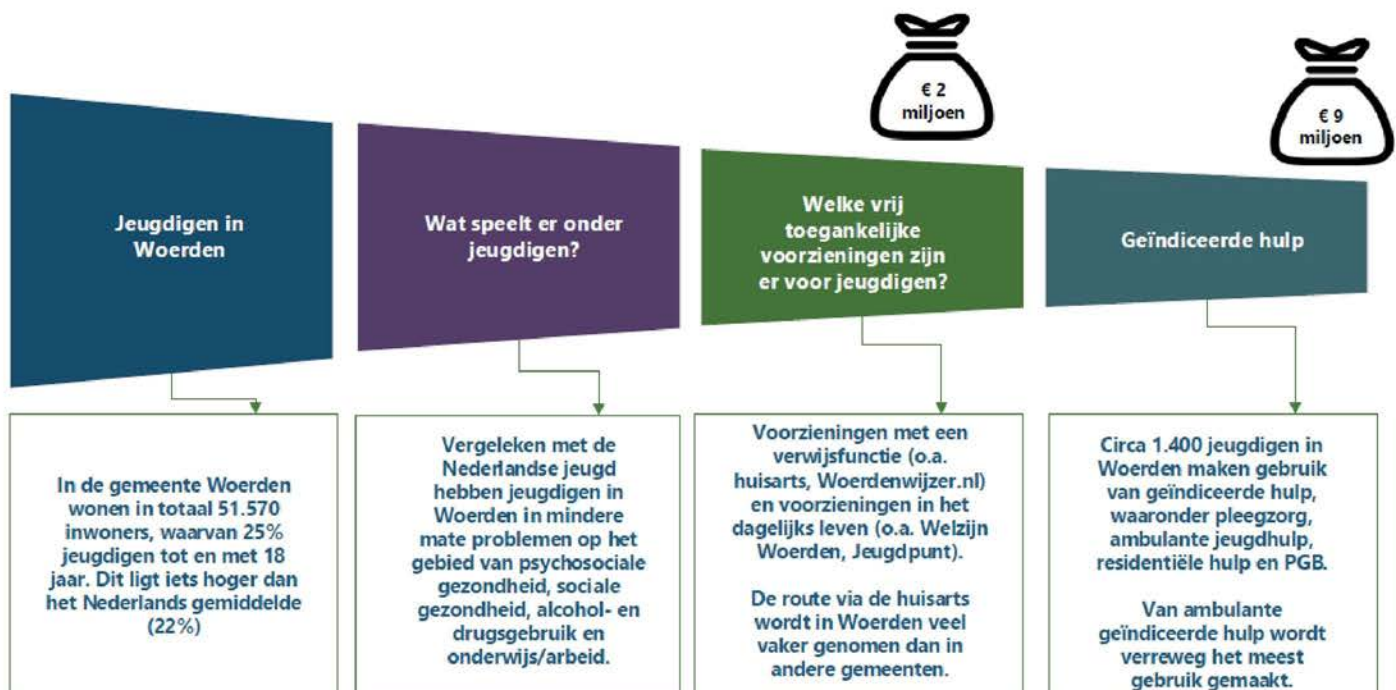 € 2
miljoen
€ 9
miljoen
Jeugdigen in
Woerden
Wat speelt er onder
jeugdigen?
Welke vrij
toegankelijke
voorzieningen zijn
er voor jeugdigen?
Geïndiceerde hulp
In de gemeente Woerden
wonen in totaal 51.570
inwoners, waarvan 25%
jeugdigen tot en met 18
jaar. Dit ligt iets hoger dan
het Nederlands gemiddelde
(22%)
Vergeleken met de
Nederlandse jeugd
hebben jeugdigen in
Woerden in mindere
mate problemen op het
gebied van psychosociale
gezondheid, sociale
gezondheid, alcohol- en
drugsgebruik en
onderwijs/arbeid.
Voorzieningen met een
verwijsfunctie (o.a.
huisarts, Woerdenwijzer.nl)
en voorzieningen in het
dagelijks leven (o.a. Welzijn
Woerden, Jeugdpunt).
De route via de huisarts
wordt in Woerden veel
vaker genomen dan in
andere gemeenten.
Circa 1.400 jeugdigen in
Woerden maken gebruik
van geïndiceerde hulp,
waaronder pleegzorg,
ambulante jeugdhulp,
residentiële hulp en PGB.
Van ambulante
geïndiceerde hulp wordt
verreweg het meest
gebruik gemaakt.